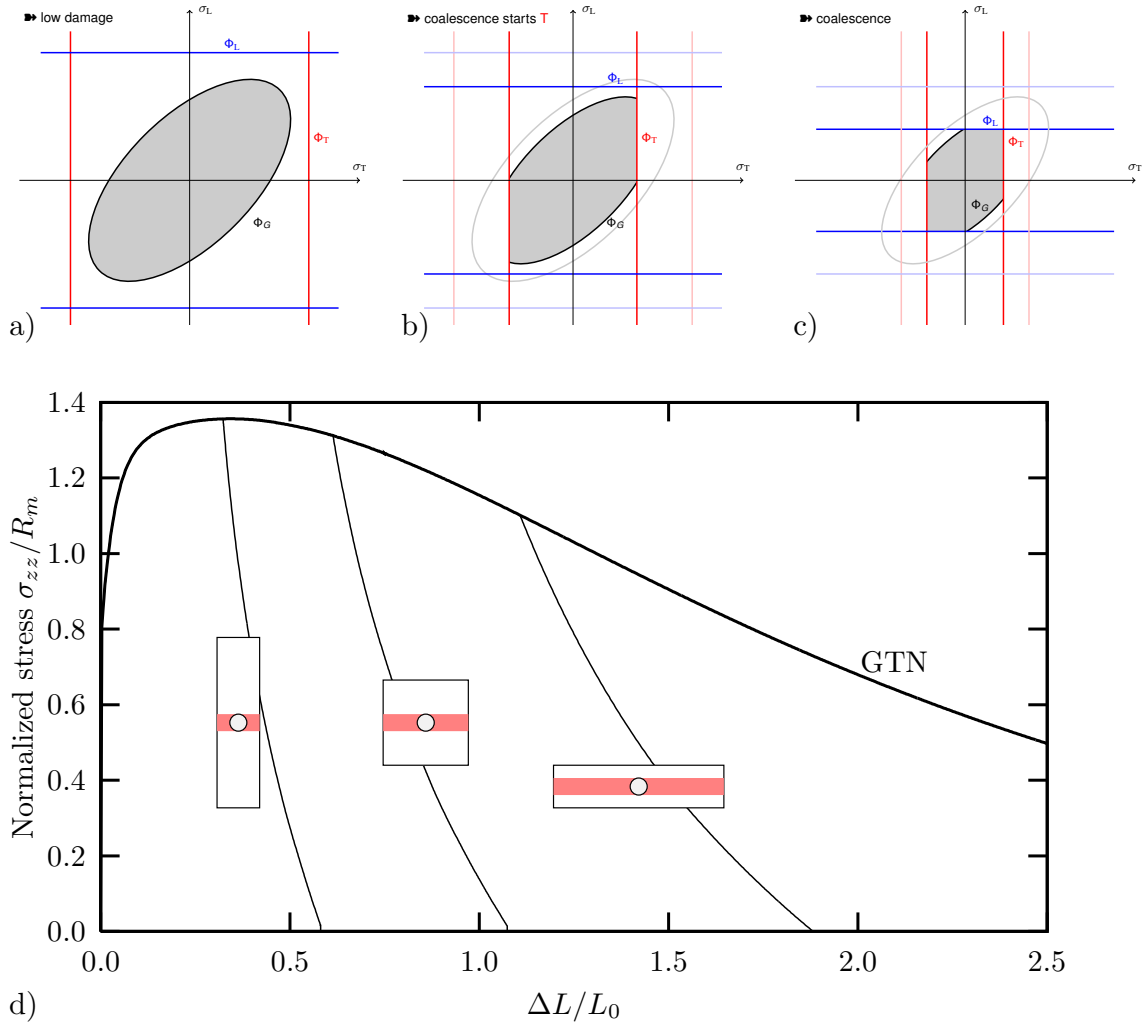 ➽ low damage
σL
ΦL
ΦT
σT
ΦG
a)
➽ coalescence starts T
σL
ΦL
ΦT
σT
ΦG
b)
➽ coalescence
σL
ΦL
ΦT
σT
ΦG
c)
Normalized stress σzz/Rm
1.4
1.2
1.0
0.8
0.6
0.4
0.2
0.0
GTN
0.0 0.5 1.0 1.5 2.0 2.5
ΔL/L0
d)